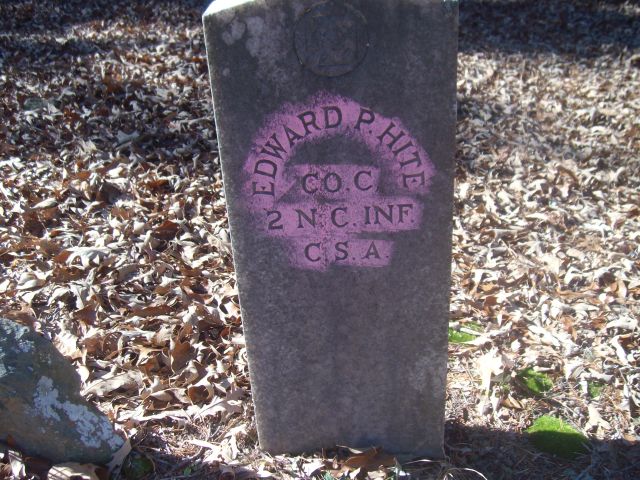 EDWARD P. HITE
CO. C
2 N.C. INF.
C.S.A.